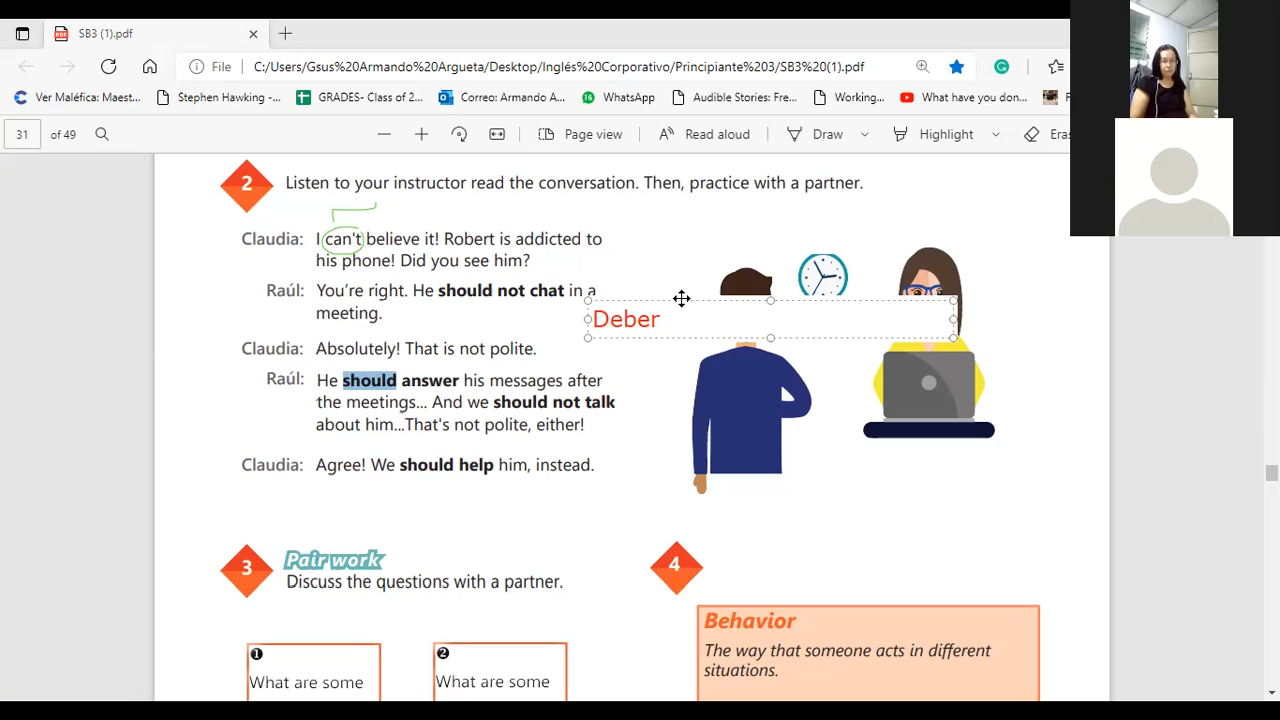 SB3 (1).pdf
File
C:/Users/Gsus%20Armando%20Argueta/Desktop/Inglés%20Corporativo/Principiante%203/SB3%20(1).pdf
Ver Maléfica: Maest...
Stephen Hawking -...
GRADES- Class of 2...
Correo: Armando A...
16
WhatsApp
Audible Stories: Fre...
Working...
What have you don...
31
of 49
Page view
Read aloud
Draw
Highlight
2
Listen to your instructor read the conversation. Then, practice with a partner.
Claudia: I can't believe it! Robert is addicted to
his phone! Did you see him?
Raúl: You're right. He should not chat in a
meeting.
Deber
Claudia: Absolutely! That is not polite.
Raúl: He should answer his messages after
the meetings... And we should not talk
about him...That's not polite, either!
Claudia: Agree! We should help him, instead.
3
Pair work
Discuss the questions with a partner.
1
What are some
2
What are some
4
Behavior
The way that someone acts in different
situations.